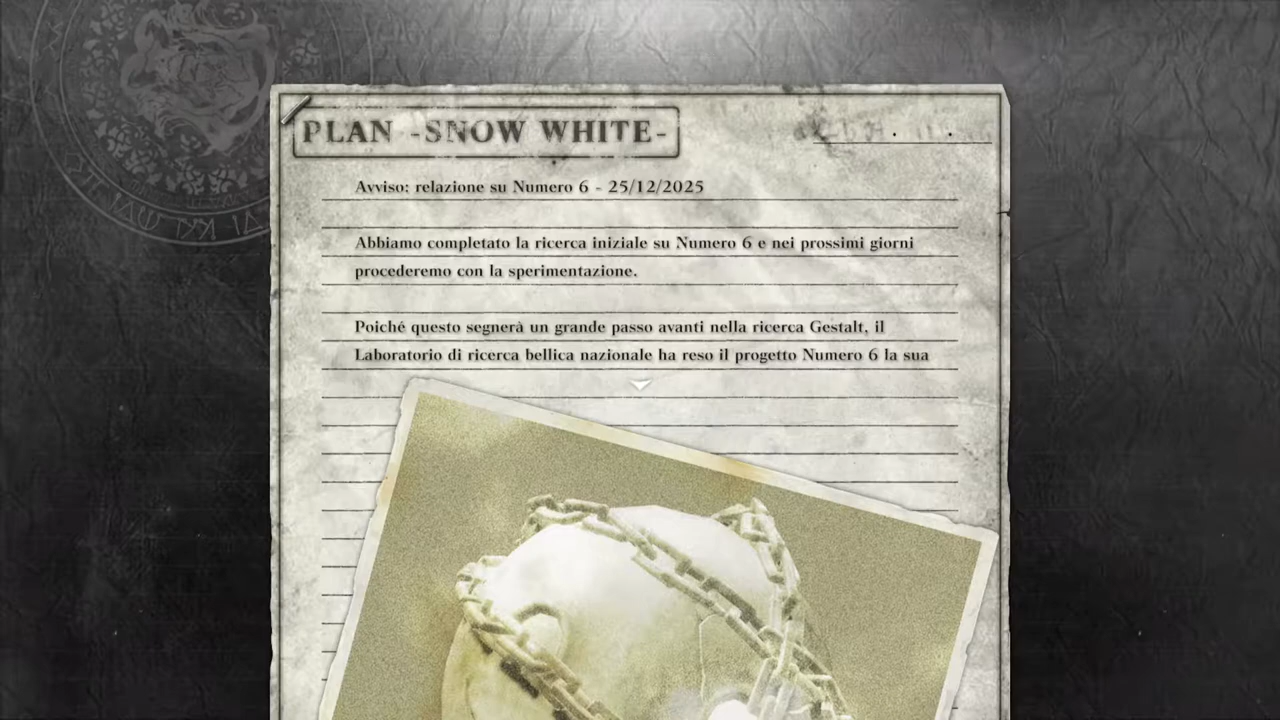 PLAN -SNOW WHITE-
Avviso: relazione su Numero 6 - 25/12/2025
Abbiamo completato la ricerca iniziale su Numero 6 e nei prossimi giorni
procederemo con la sperimentazione.
Poiché questo segnerà un grande passo avanti nella ricerca Gestalt, il
Laboratorio di ricerca bellica nazionale ha reso il progetto Numero 6 la sua